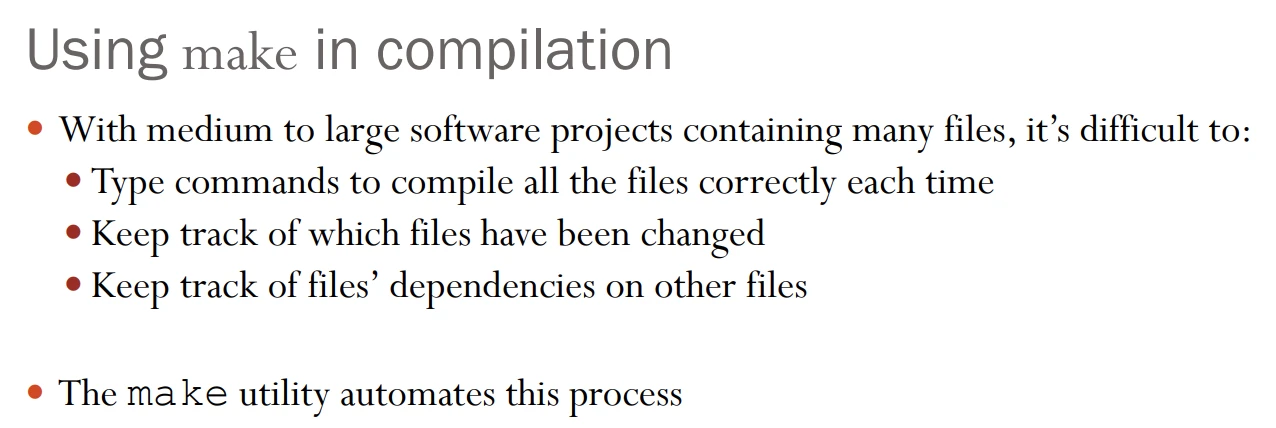 Using make in compilation
• With medium to large software projects containing many files, it’s difficult to:
• Type commands to compile all the files correctly each time
• Keep track of which files have been changed
• Keep track of files’ dependencies on other files
• The make utility automates this process